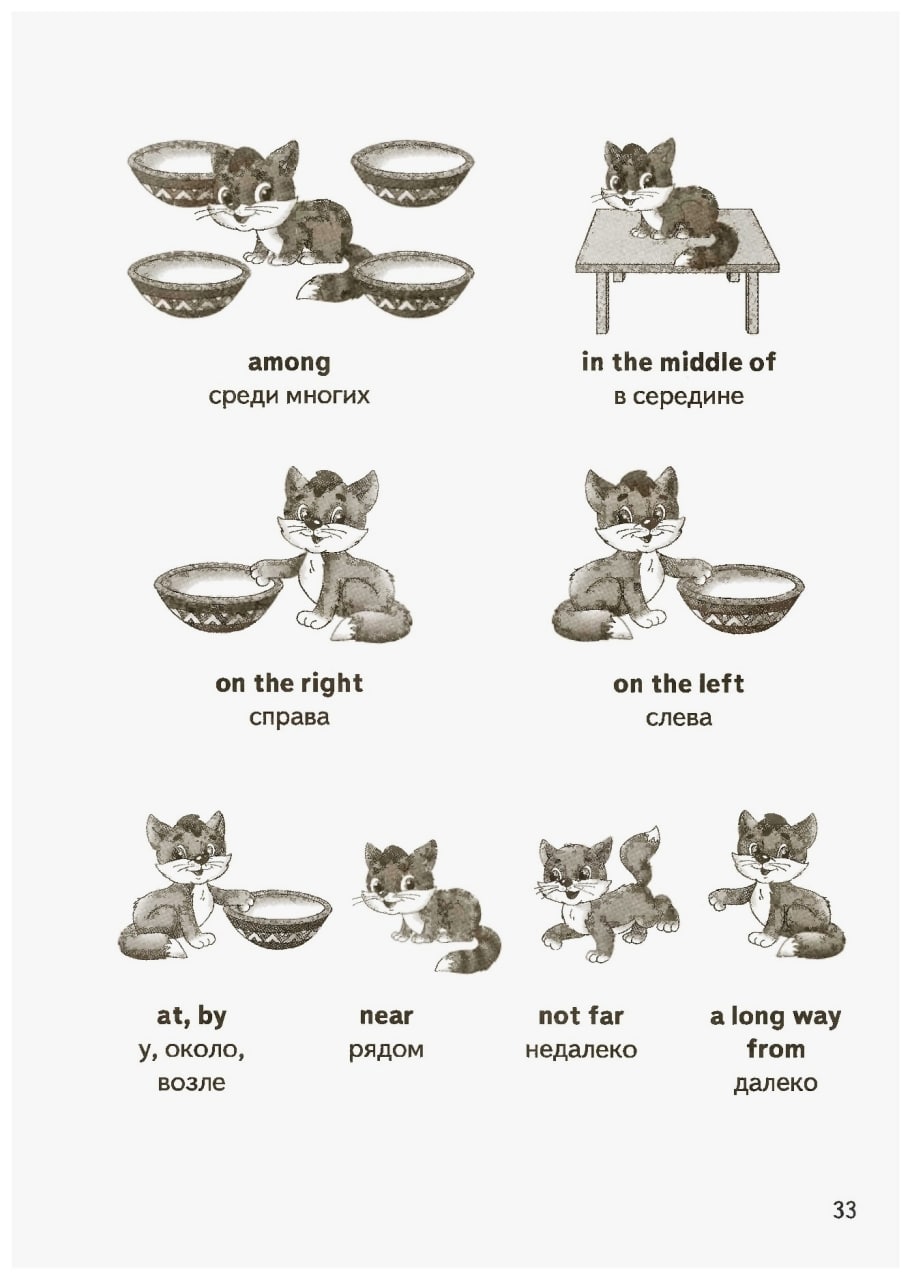 among
среди многих
in the middle of
в середине
on the right
справа
on the left
слева
at, by
у, около,
возле
near
рядом
not far
недалеко
a long way
from
далеко
33